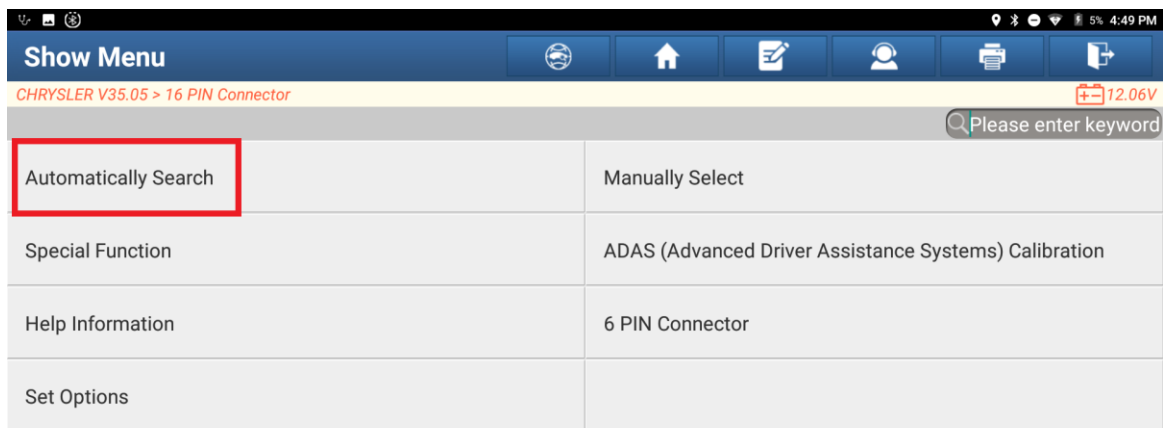 5% 4:49 PM
Show Menu
CHRYSLER V35.05 > 16 PIN Connector
12.06V
Please enter keyword
Automatically Search
Manually Select
Special Function
ADAS (Advanced Driver Assistance Systems) Calibration
Help Information
6 PIN Connector
Set Options